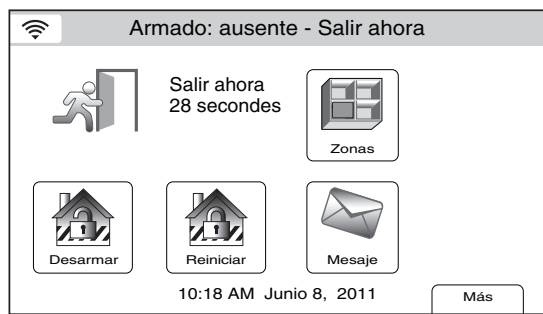 Armado: ausente - Salir ahora
Salir ahora
28 secondes
Zonas
Desarmar
Reiniciar
Mesaje
10:18 AM Junio 8, 2011
Más